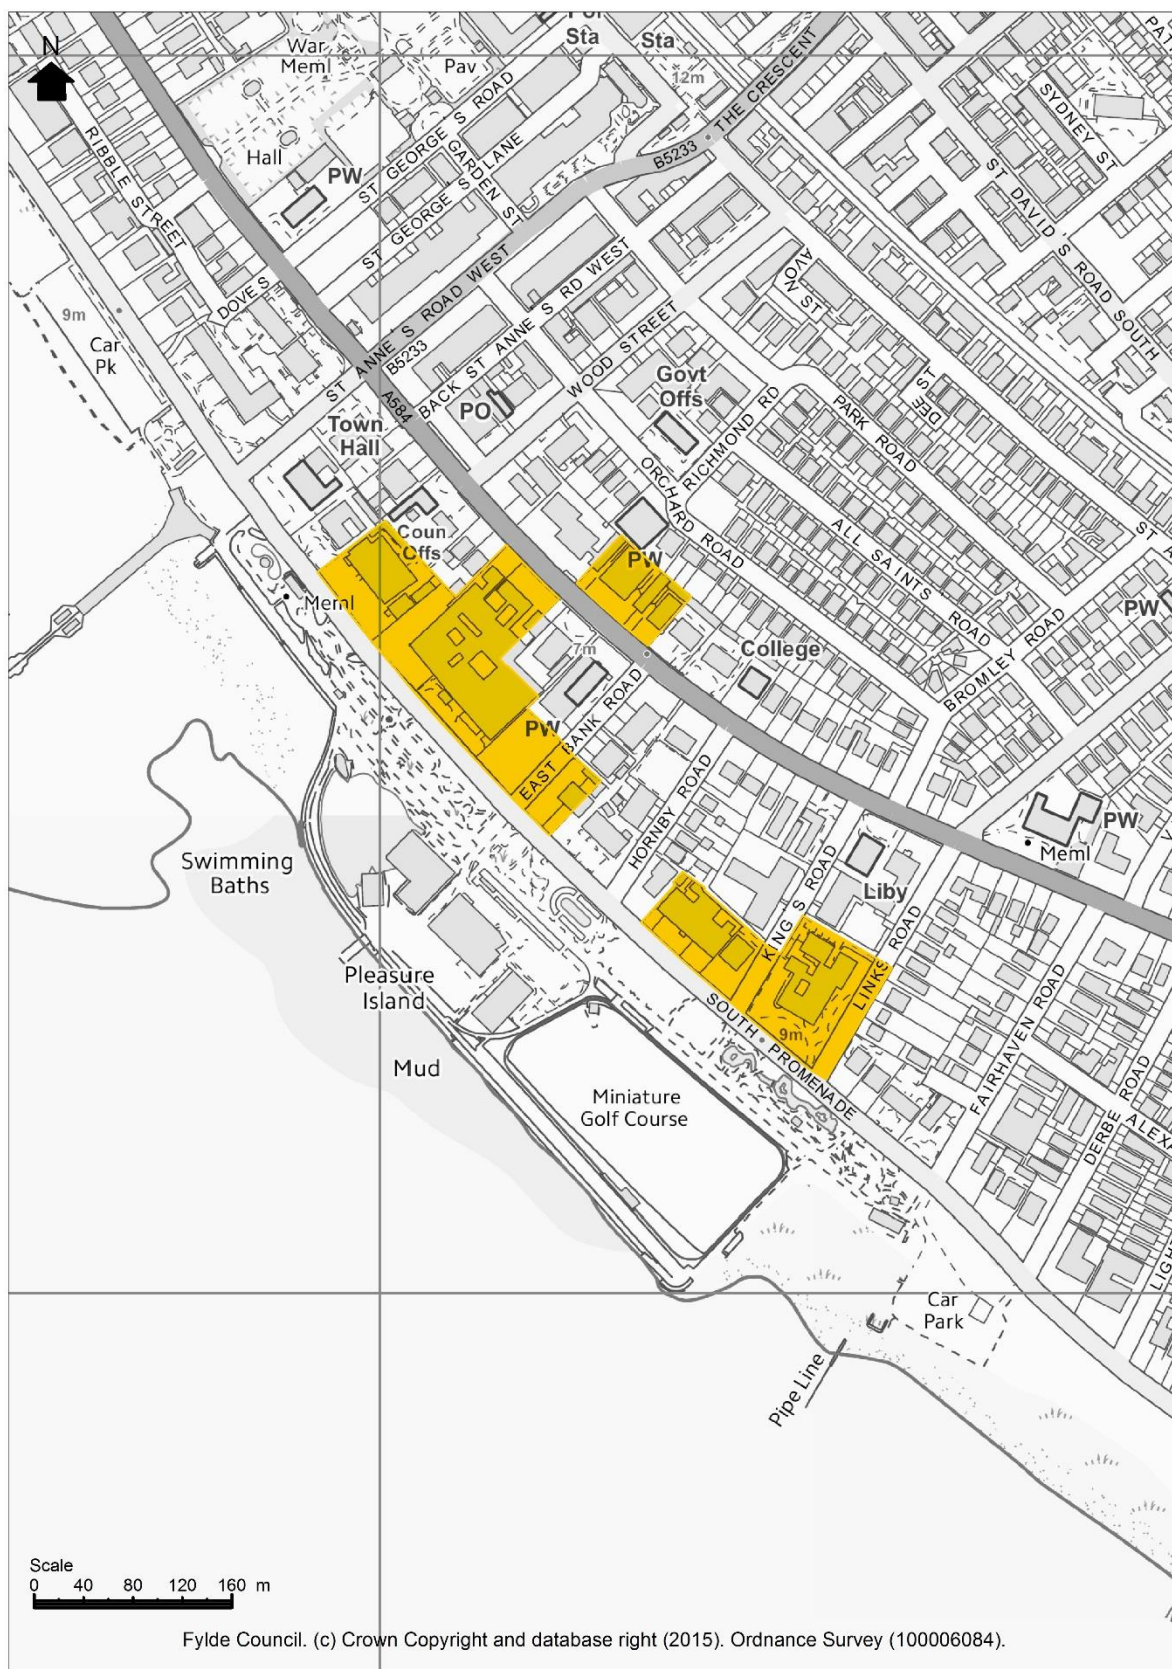 N
War
Meml
Pav
Sta
Sta
12m
THE CRESCENT
B5233
SYDNEY ST
ST DAVID'S ROAD SOUTH
RIBBLE STREET
Hall
PW
ST GEORGE S ROAD
GARDEN ST
ST GEORGE S LANE
DOVE S
9m
Car
Pk
ST ANNE S ROAD WEST
B5233
A584
BACK ST ANNE S RD WEST
WOOD STREET
AVON ST
PO
Govt
Offs
RICHMOND RD
ORCHARD ROAD
DEE ST
PARK ROAD
ST
ALL SAINTS ROAD
Town
Hall
Coun
Offs
PW
Meml
7m
College
BROMLEY ROAD
PW
PW
EAST BANK ROAD
HORNBY ROAD
Swimming
Baths
KING S ROAD
Liby
LINKS ROAD
PW
Meml
Pleasure
Island
Mud
SOUTH PROMENADE
9m
FAIRHAVEN ROAD
DERBE ROAD
Miniature
Golf Course
Car
Park
Pipe Line
Scale
0 40 80 120 160 m
Fylde Council. (c) Crown Copyright and database right (2015). Ordnance Survey (100006084).